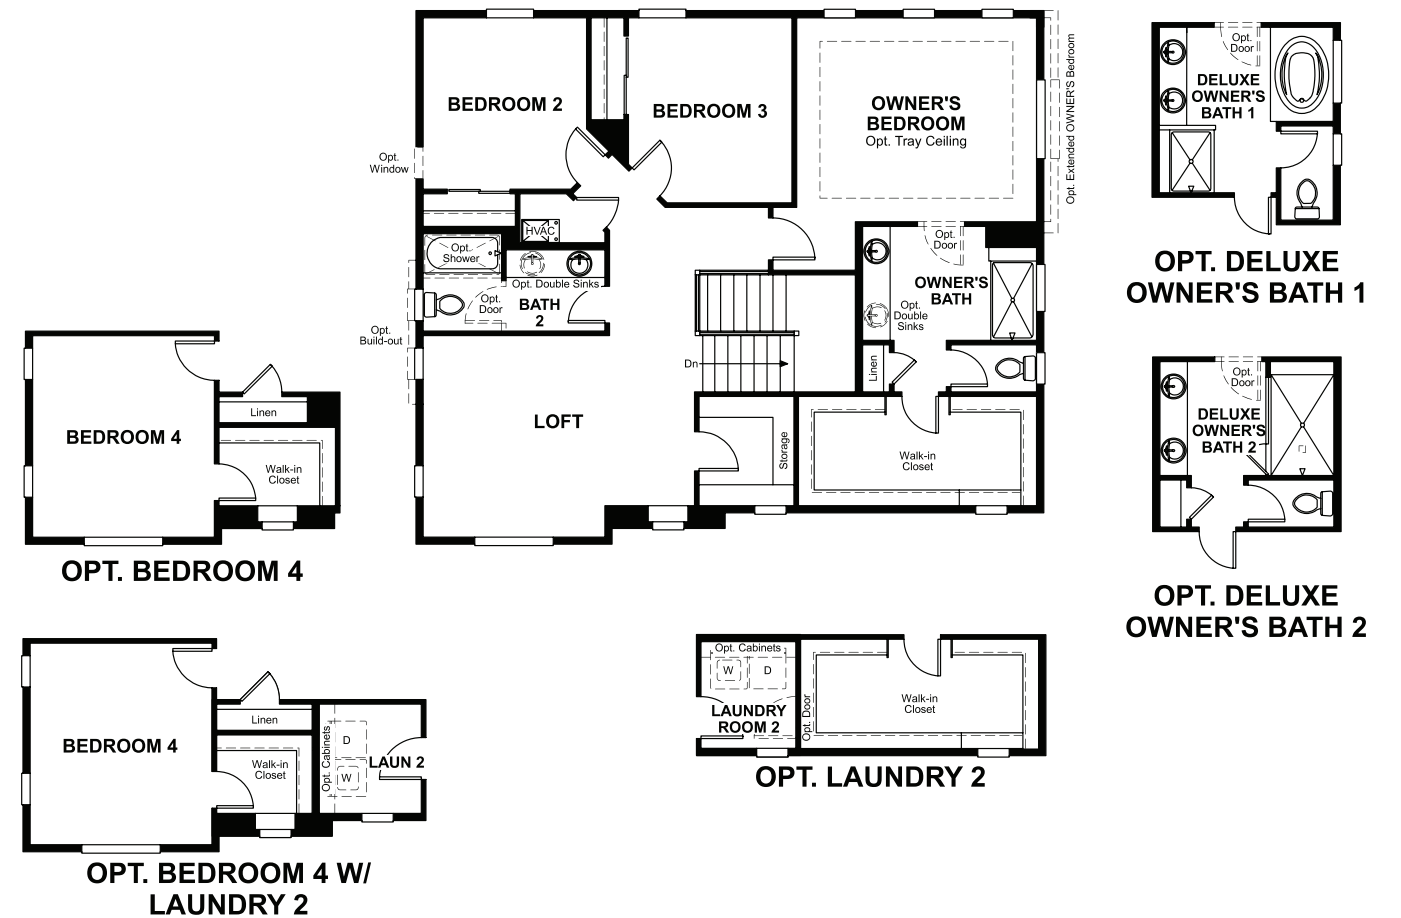 BEDROOM 2
BEDROOM 3
OWNER'S
BEDROOM
Opt. Tray Ceiling
Opt. Extended OWNER'S Bedroom
Opt.
Window
HVAC
Opt.
Shower
Opt. Double Sinks
Opt.
Door
BATH
2
Opt.
Build-out
Opt.
Door
OWNER'S
BATH
Opt.
Double
Sinks
Linen
Dn
LOFT
Storage
Walk-in
Closet
Opt.
Door
DELUXE
OWNER'S
BATH 1
OPT. DELUXE
OWNER'S BATH 1
Opt.
Door
DELUXE
OWNER'S
BATH 2
OPT. DELUXE
OWNER'S BATH 2
BEDROOM 4
Linen
Walk-in
Closet
OPT. BEDROOM 4
BEDROOM 4
Linen
Walk-in
Closet
Opt. Cabinets
D
W
LAUN 2
OPT. BEDROOM 4 W/
LAUNDRY 2
Opt. Cabinets
W
D
LAUNDRY
ROOM 2
Opt. Door
Walk-in
Closet
OPT. LAUNDRY 2